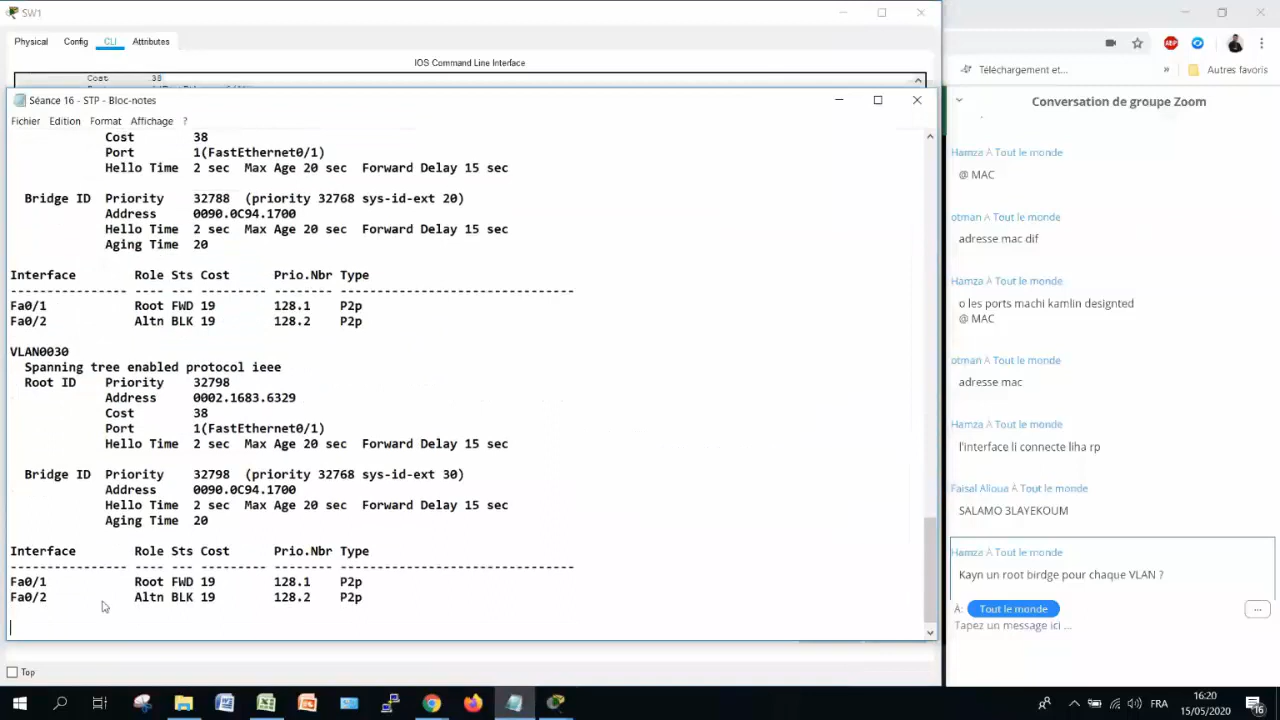 SW1
Physical Config CLI Attributes
IOS Command Line Interface
Cost 38
Séance 16 - STP - Bloc-notes
Fichier Edition Format Affichage ?
Cost 38
Port 1(FastEthernet0/1)
Hello Time 2 sec Max Age 20 sec Forward Delay 15 sec
Bridge ID Priority 32788 (priority 32768 sys-id-ext 20)
Address 0090.0C94.1700
Hello Time 2 sec Max Age 20 sec Forward Delay 15 sec
Aging Time 20
Interface Role Sts Cost Prio.Nbr Type
---------------- ---- --- --------- -------- --------------------------------
Fa0/1 Root FWD 19 128.1 P2p
Fa0/2 Altn BLK 19 128.2 P2p
VLAN0030
Spanning tree enabled protocol ieee
Root ID Priority 32798
Address 0002.1683.6329
Cost 38
Port 1(FastEthernet0/1)
Hello Time 2 sec Max Age 20 sec Forward Delay 15 sec
Bridge ID Priority 32798 (priority 32768 sys-id-ext 30)
Address 0090.0C94.1700
Hello Time 2 sec Max Age 20 sec Forward Delay 15 sec
Aging Time 20
Interface Role Sts Cost Prio.Nbr Type
---------------- ---- --- --------- -------- --------------------------------
Fa0/1 Root FWD 19 128.1 P2p
Fa0/2 Altn BLK 19 128.2 P2p
Top
ABP
Téléchargement et... » Autres favoris
Conversation de groupe Zoom
Hamza À Tout le monde
@ MAC
otman À Tout le monde
adresse mac dif
Hamza À Tout le monde
o les ports machi kamlin designted
@ MAC
otman À Tout le monde
adresse mac
Hamza À Tout le monde
l'interface li connecte liha rp
Faisal Alioua À Tout le monde
SALAMO 3LAYEKOUM
Hamza À Tout le monde
Kayn un root birdge pour chaque VLAN ?
À: Tout le monde ...
Tapez un message ici ...
FRA
16:20
15/05/2020
16